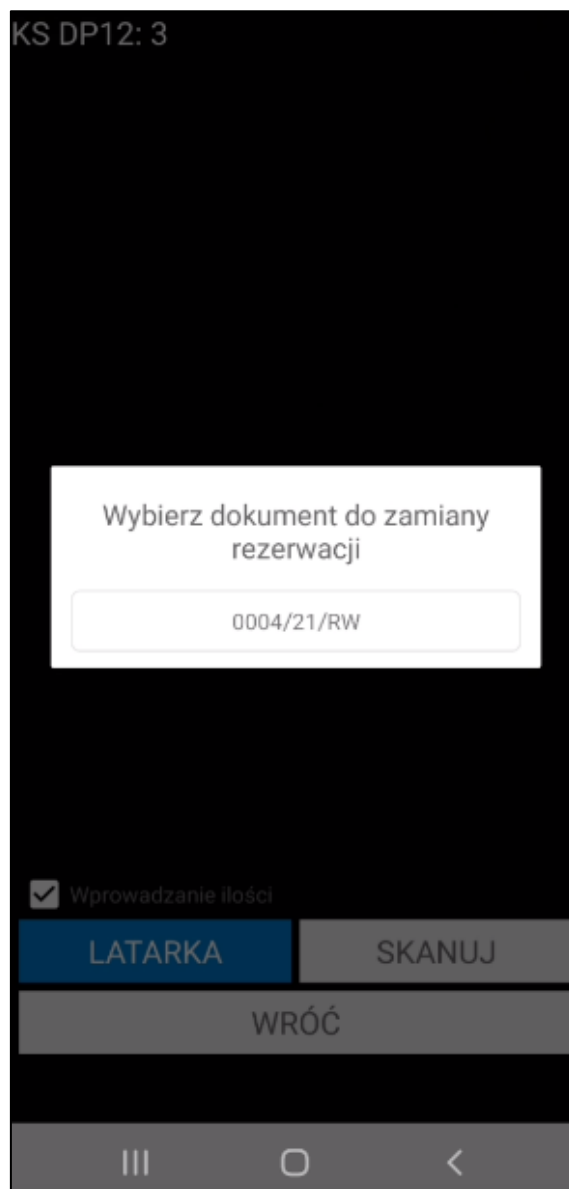 KS DP12: 3
Wybierz dokument do zamiany
rezerwacji
0004/21/RW
Wprowadzanie ilości
LATARKA
SKANUJ
WRÓĆ